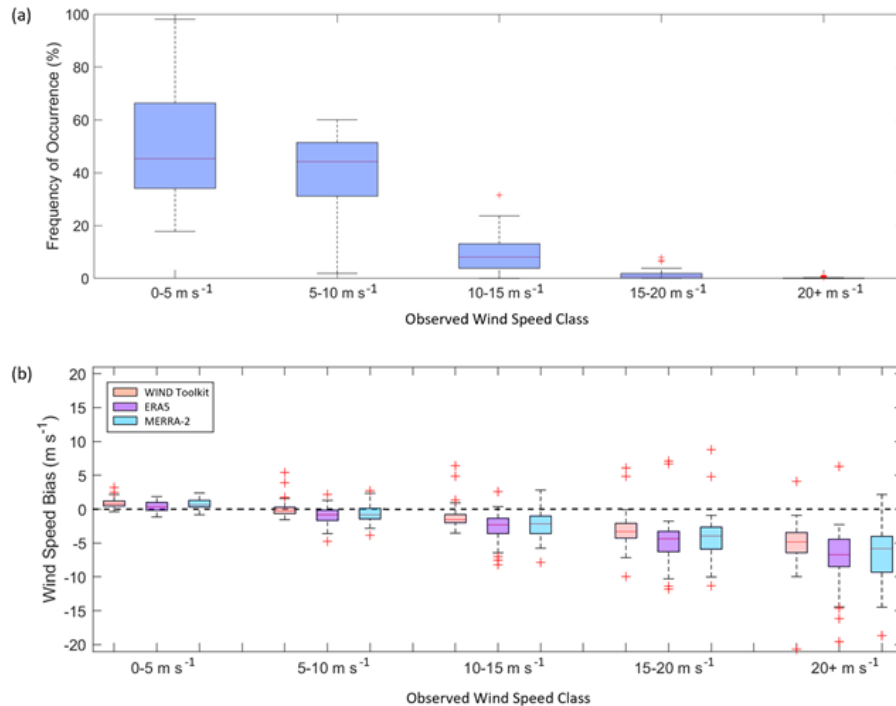 (a)
100
80
60
40
20
0
Frequency of Occurrence (%)
0-5 m s⁻¹ 5-10 m s⁻¹ 10-15 m s⁻¹ 15-20 m s⁻¹ 20+ m s⁻¹
Observed Wind Speed Class
(b)
20
15
10
5
0
-5
-10
-15
-20
Wind Speed Bias (m s⁻¹)
WIND Toolkit
ERA5
MERRA-2
0-5 m s⁻¹ 5-10 m s⁻¹ 10-15 m s⁻¹ 15-20 m s⁻¹ 20+ m s⁻¹
Observed Wind Speed Class